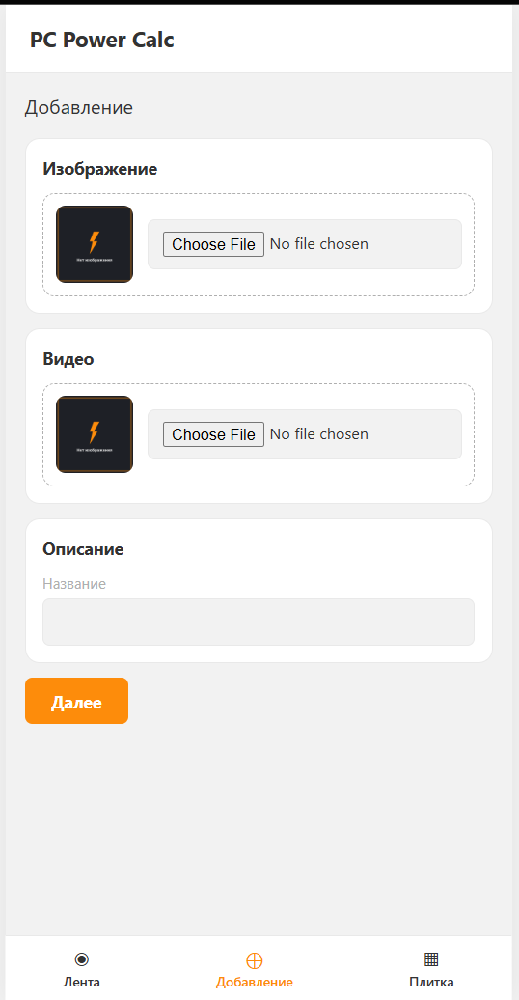 PC Power Calc
Добавление
Изображение
Нет изображения
Choose File No file chosen
Видео
Нет изображения
Choose File No file chosen
Описание
Название
Далее
Лента
Добавление
Плитка